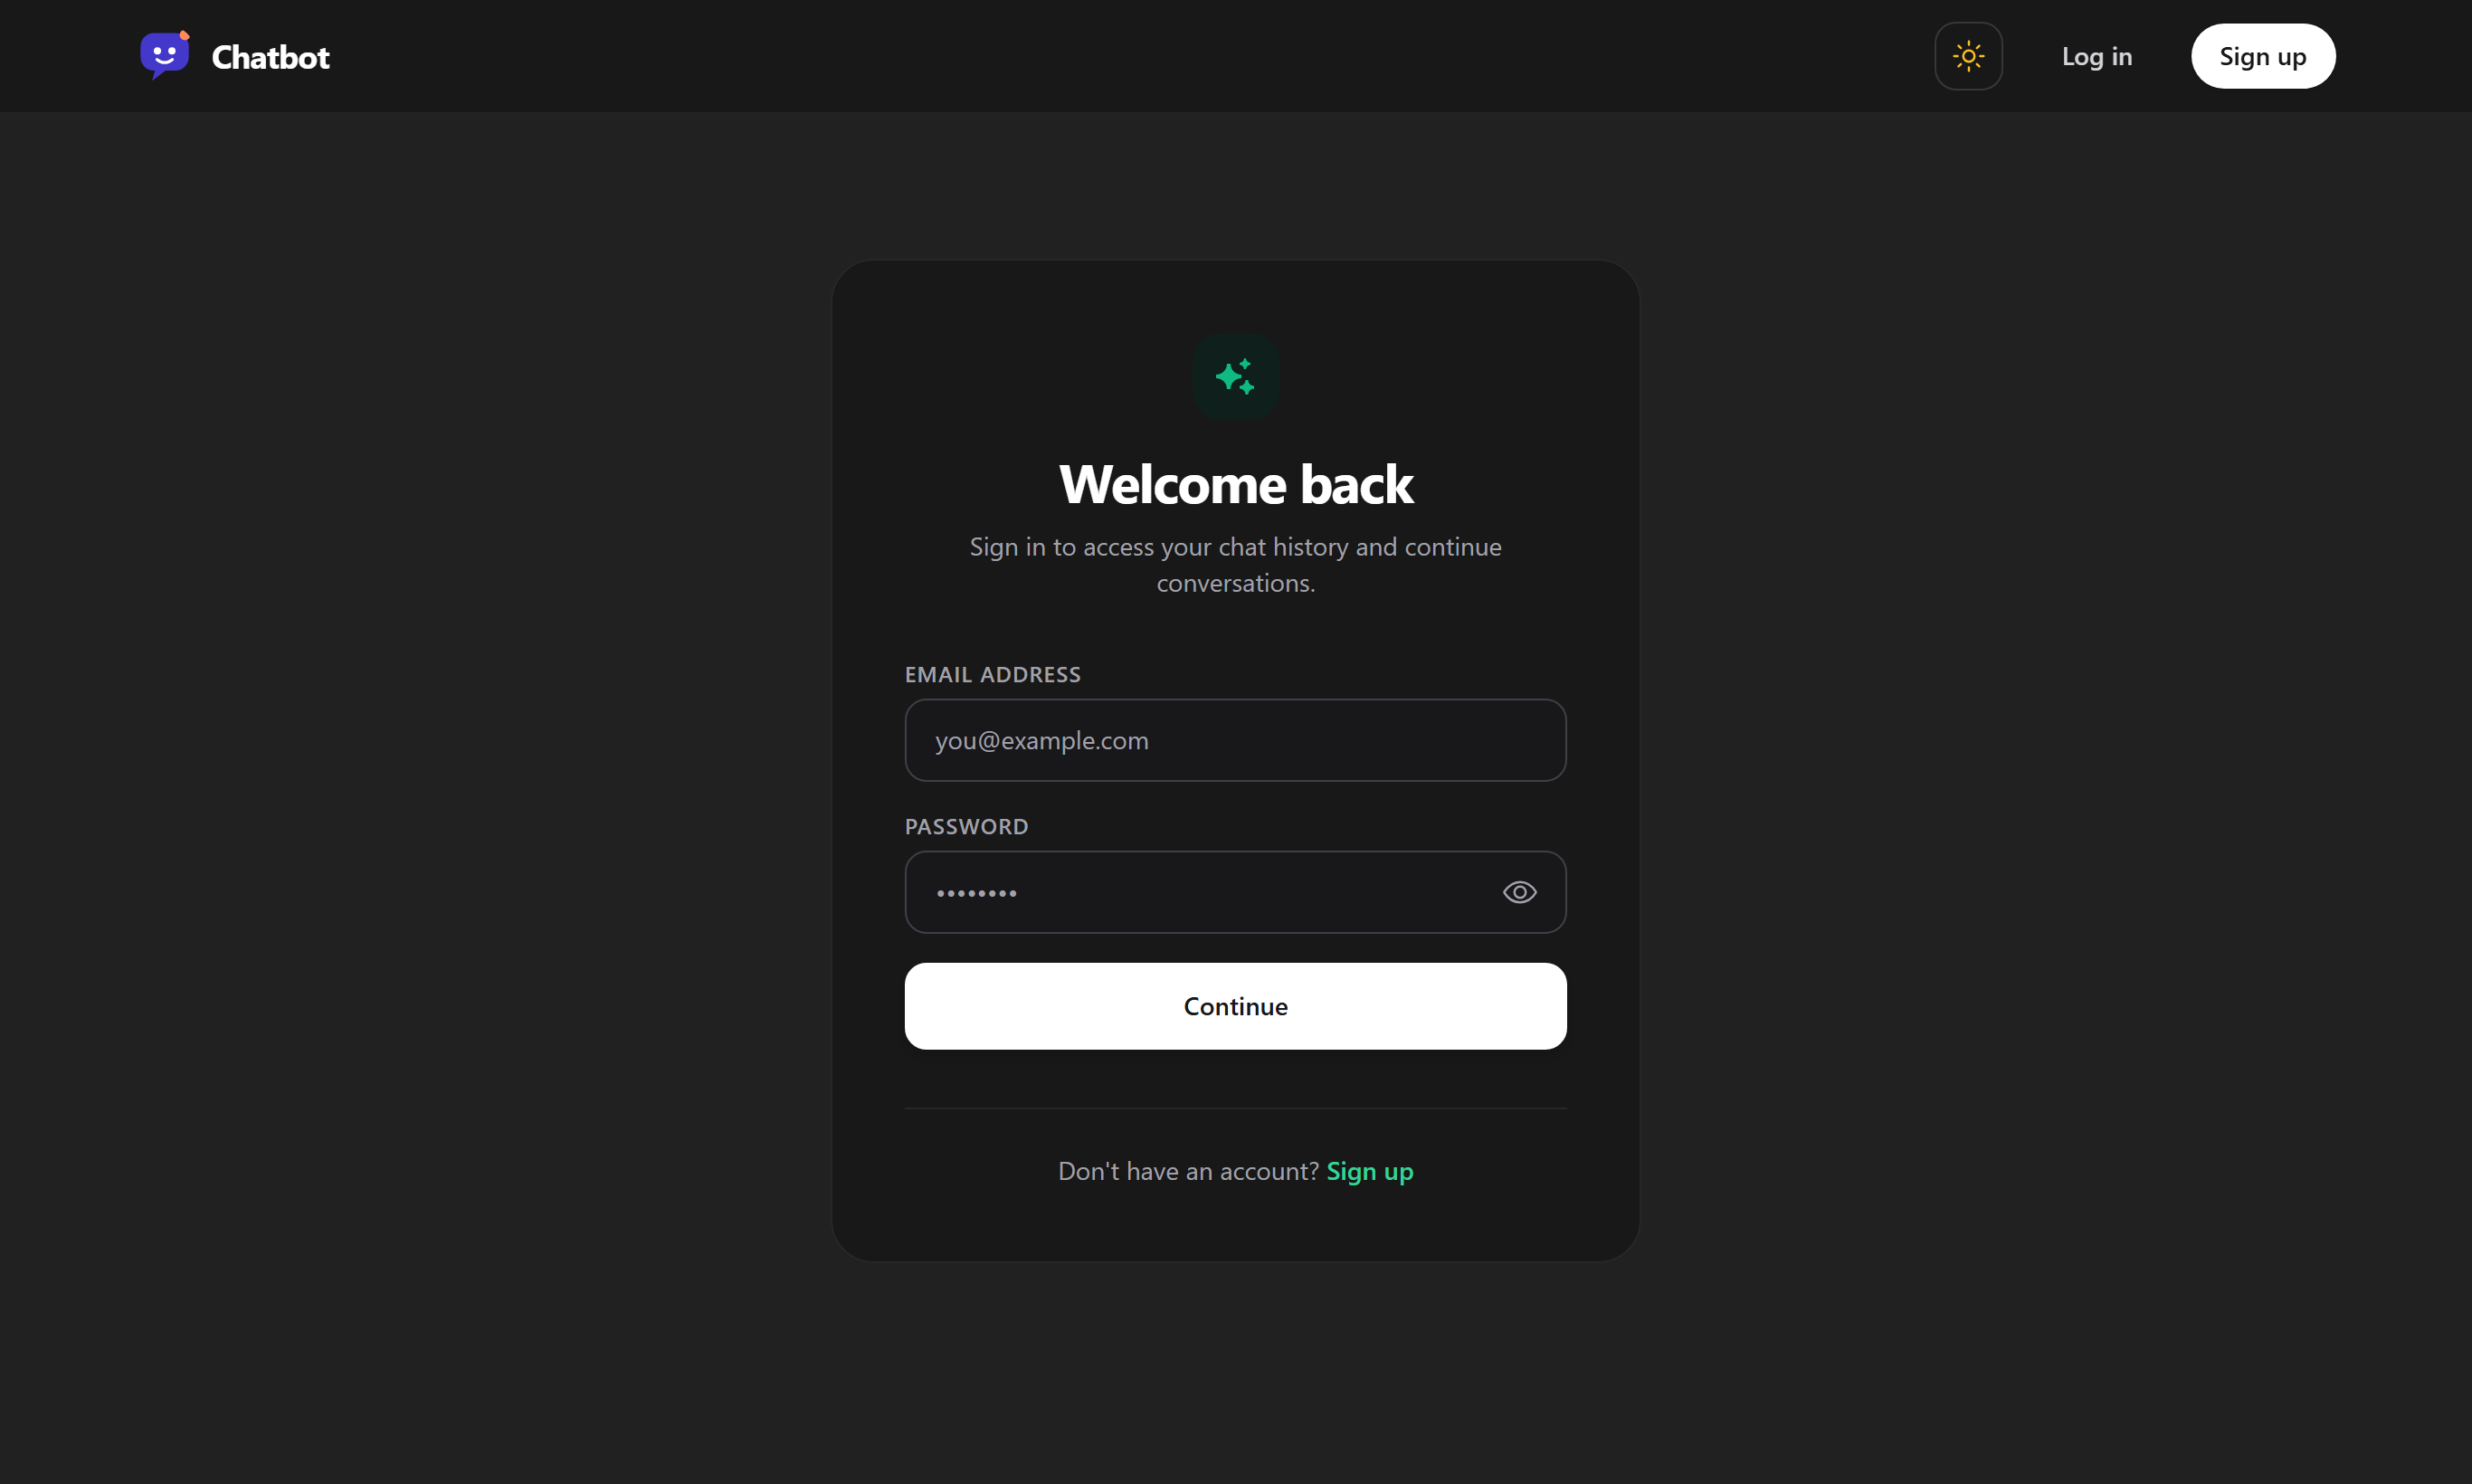 Chatbot
Log in
Sign up
Welcome back
Sign in to access your chat history and continue
conversations.
EMAIL ADDRESS
you@example.com
PASSWORD
••••••••
Continue
Don't have an account? Sign up